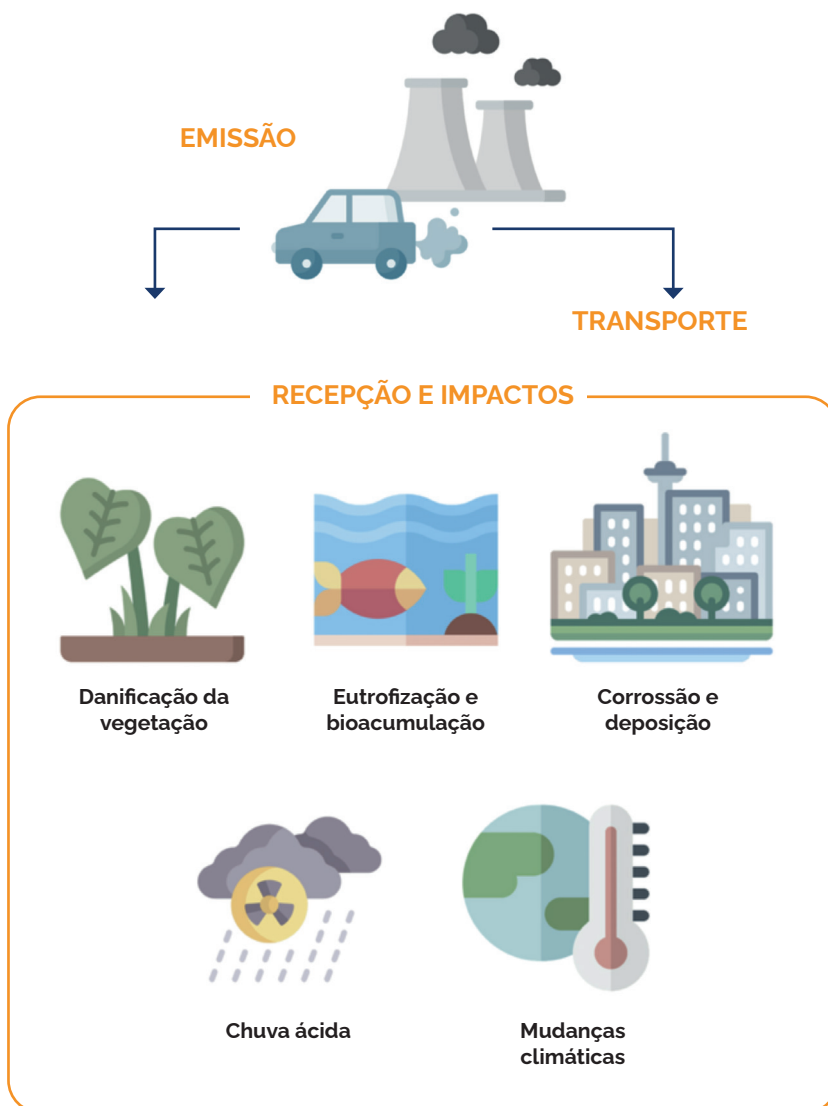 EMISSÃO
TRANSPORTE
RECEPÇÃO E IMPACTOS
Danificação da
vegetação
Eutrofização e
bioacumulação
Corrossão e
deposição
Chuva ácida
Mudanças
climáticas